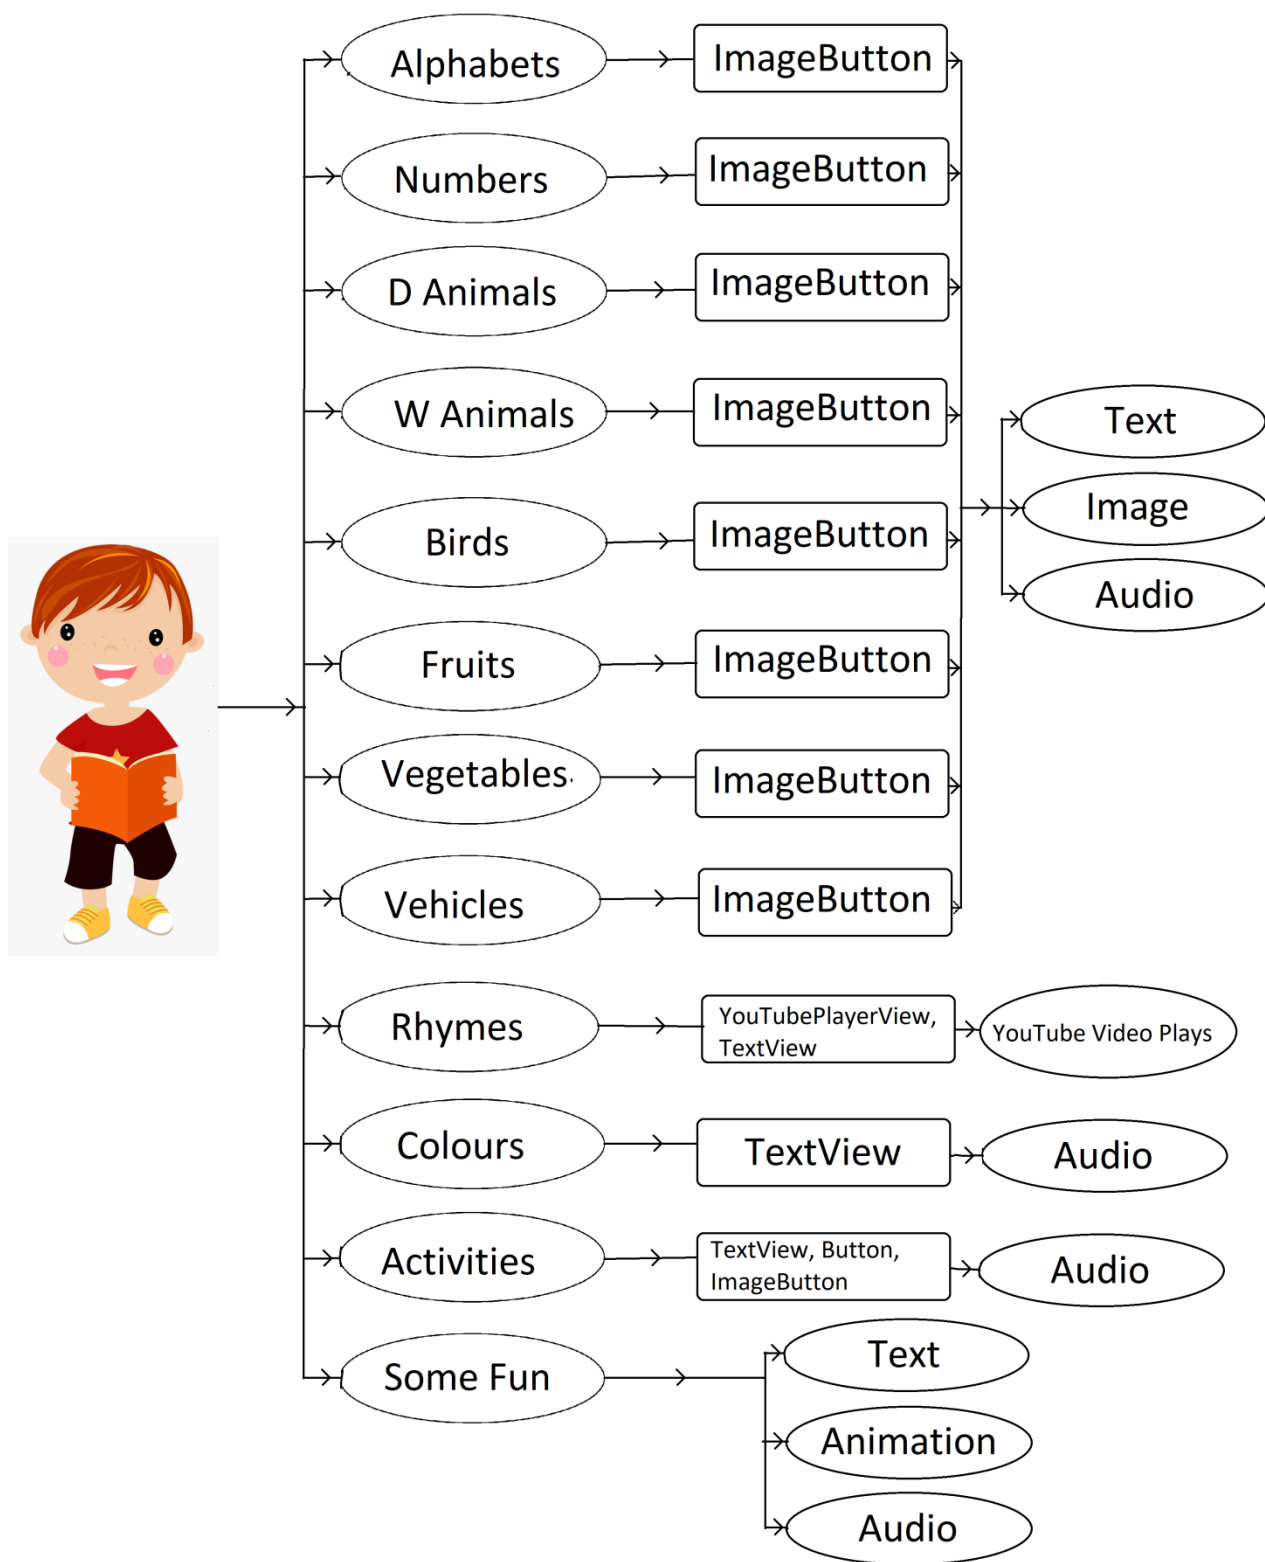 Alphabets
ImageButton
Numbers
ImageButton
D Animals
ImageButton
W Animals
ImageButton
Birds
ImageButton
Fruits
ImageButton
Vegetables
ImageButton
Vehicles
ImageButton
Text
Image
Audio
Rhymes
YouTubePlayerView,
TextView
YouTube Video Plays
Colours
TextView
Audio
Activities
TextView, Button,
ImageButton
Audio
Some Fun
Text
Animation
Audio